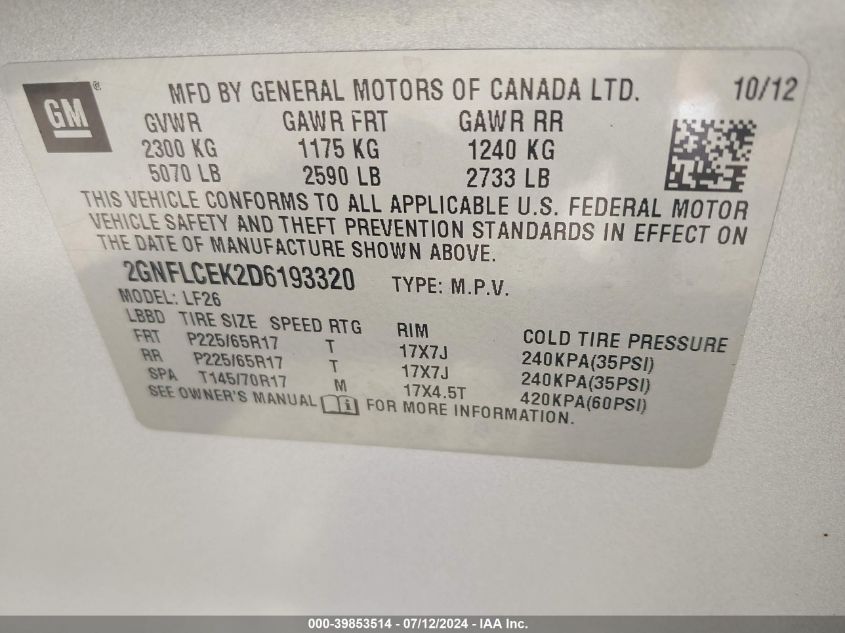 GM ®
MFD BY GENERAL MOTORS OF CANADA LTD. 10/12
GVWR GAWR FRT GAWR RR
2300 KG 1175 KG 1240 KG
5070 LB 2590 LB 2733 LB
THIS VEHICLE CONFORMS TO ALL APPLICABLE U.S. FEDERAL MOTOR
VEHICLE SAFETY AND THEFT PREVENTION STANDARDS IN EFFECT ON
THE DATE OF MANUFACTURE SHOWN ABOVE.
2GNFLCEK2D6193320 TYPE: M.P.V.
MODEL: LF26
LBBD TIRE SIZE SPEED RTG RIM COLD TIRE PRESSURE
FRT P225/65R17 T 17X7J 240KPA(35PSI)
RR P225/65R17 T 17X7J 240KPA(35PSI)
SPA T145/70R17 M 17X4.5T 420KPA(60PSI)
SEE OWNER'S MANUAL FOR MORE INFORMATION.
000-39853514 - 07/12/2024 - IAA Inc.